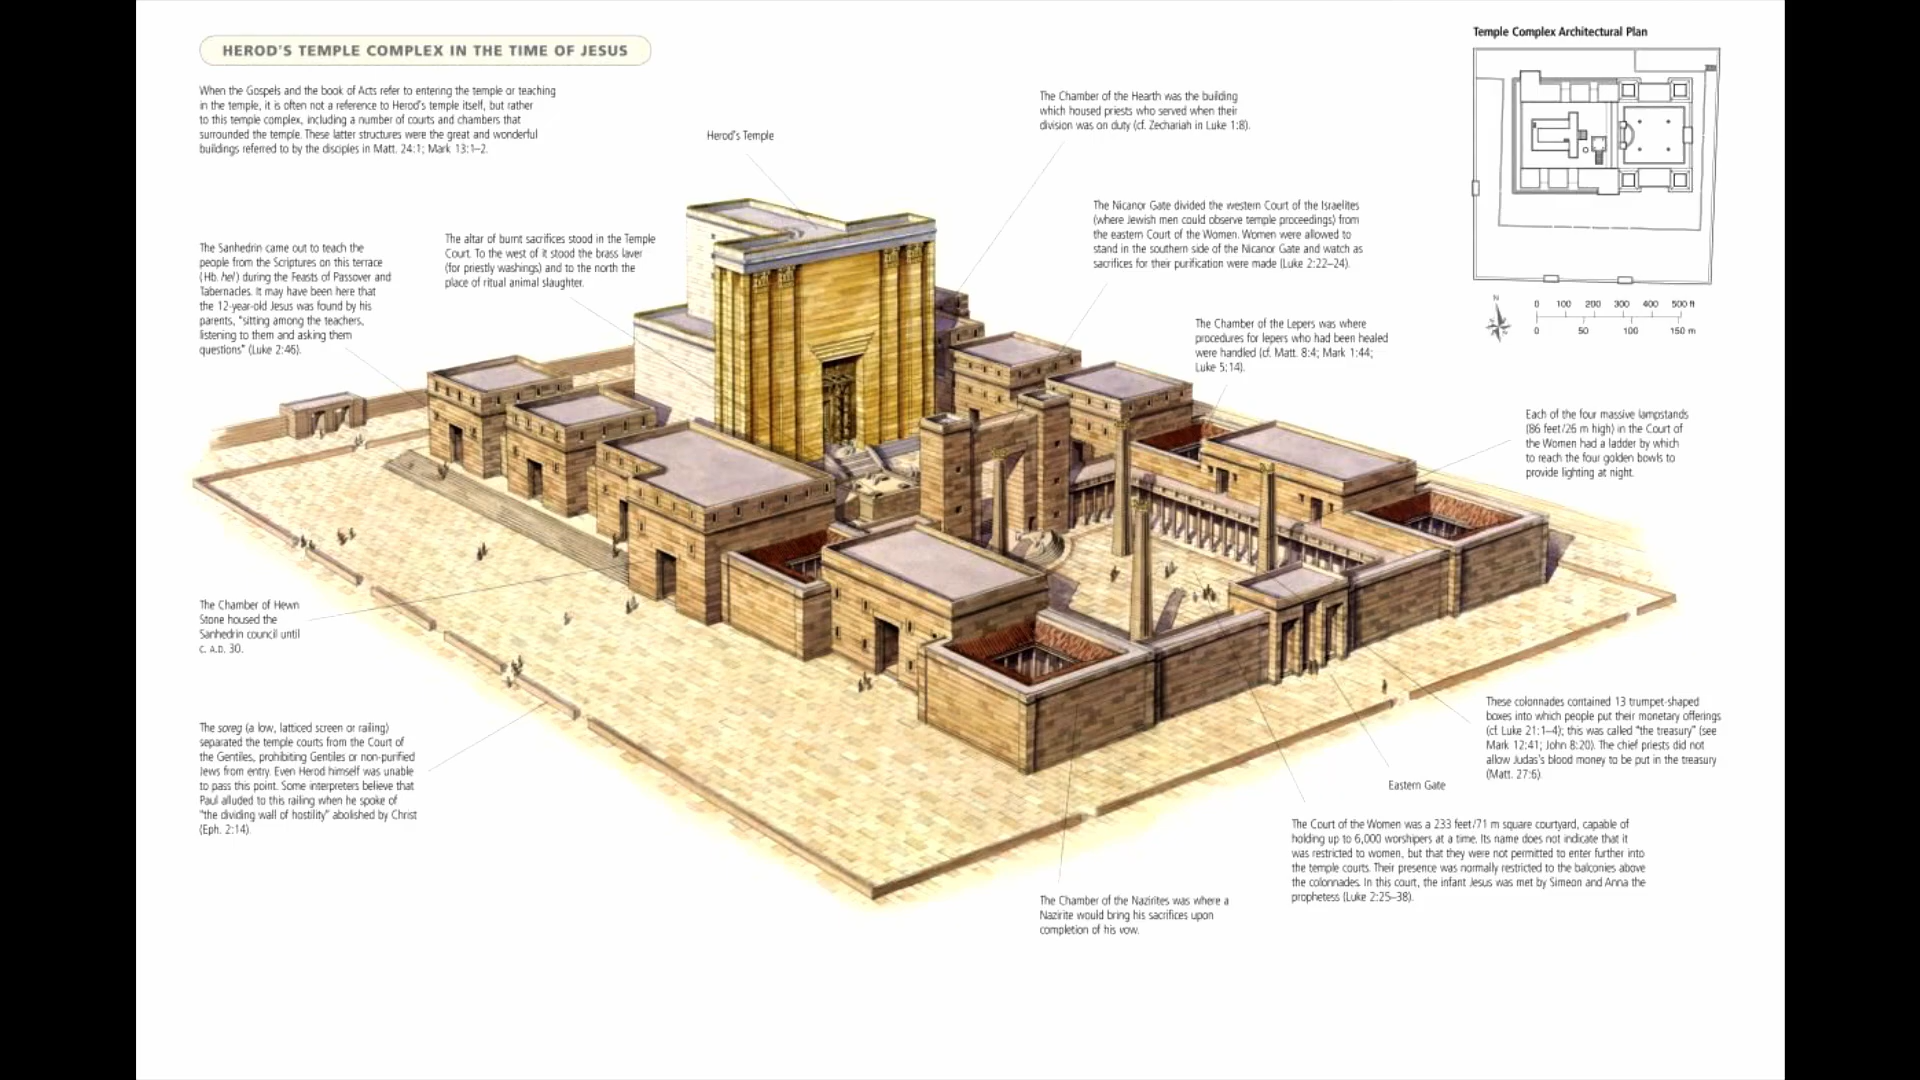 HEROD'S TEMPLE COMPLEX IN THE TIME OF JESUS
When the Gospels and the book of Acts refer to entering the temple or teaching
in the temple, it is often not a reference to Herod's temple itself, but rather
to this temple complex, including a number of courts and chambers that
surrounded the temple. These latter structures were the great and wonderful
buildings referred to by the disciples in Matt. 24:1; Mark 13:1–2.
Herod's Temple
The Chamber of the Hearth was the building
which housed priests who served when their
division was on duty (cf. Zechariah in Luke 1:8).
Temple Complex Architectural Plan
N
0 100 200 300 400 500 ft
0 50 100 150 m
The Sanhedrin came out to teach the
people from the Scriptures on this terrace
(Hb. hel) during the Feasts of Passover and
Tabernacles. It may have been here that
the 12-year-old Jesus was found by his
parents, "sitting among the teachers,
listening to them and asking them
questions" (Luke 2:46).
The altar of burnt sacrifices stood in the Temple
Court. To the west of it stood the brass laver
(for priestly washings) and to the north the
place of ritual animal slaughter.
The Nicanor Gate divided the western Court of the Israelites
(where Jewish men could observe temple proceedings) from
the eastern Court of the Women. Women were allowed to
stand in the southern side of the Nicanor Gate and watch as
sacrifices for their purification were made (Luke 2:22–24).
The Chamber of the Lepers was where
procedures for lepers who had been healed
were handled (cf. Matt. 8:4; Mark 1:44;
Luke 5:14).
Each of the four massive lampstands
(86 feet/26 m high) in the Court of
the Women had a ladder by which
to reach the four golden bowls to
provide lighting at night.
The Chamber of Hewn
Stone housed the
Sanhedrin council until
C. A.D. 30.
The soreg (a low, latticed screen or railing)
separated the temple courts from the Court of
the Gentiles, prohibiting Gentiles or non-purified
Jews from entry. Even Herod himself was unable
to pass this point. Some interpreters believe that
Paul alluded to this railing when he spoke of
"the dividing wall of hostility" abolished by Christ
(Eph. 2:14).
These colonnades contained 13 trumpet-shaped
boxes into which people put their monetary offerings
(cf. Luke 21:1–4); this was called "the treasury" (see
Mark 12:41; John 8:20). The chief priests did not
allow Judas's blood money to be put in the treasury
(Matt. 27:6).
Eastern Gate
The Court of the Women was a 233 feet/71 m square courtyard, capable of
holding up to 6,000 worshipers at a time. Its name does not indicate that it
was restricted to women, but that they were not permitted to enter further into
the temple courts. Their presence was normally restricted to the balconies above
the colonnades. In this court, the infant Jesus was met by Simeon and Anna the
prophetess (Luke 2:25–38).
The Chamber of the Nazirites was where a
Nazirite would bring his sacrifices upon
completion of his vow.